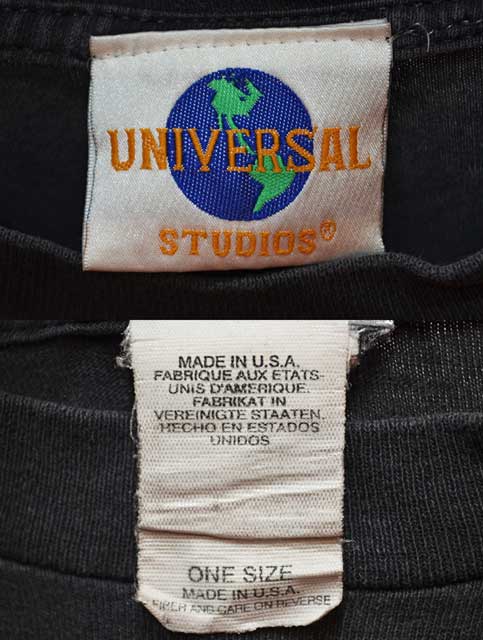 UNIVERSAL
STUDIOS®
MADE IN U.S.A.
FABRIQUE AUX ETATS-
UNIS D'AMERIQUE.
FABRIKAT IN
VEREINIGTE STAATEN.
HECHO EN ESTADOS
UNIDOS
ONE SIZE
MADE IN U.S.A.
FIBER AND CARE ON REVERSE